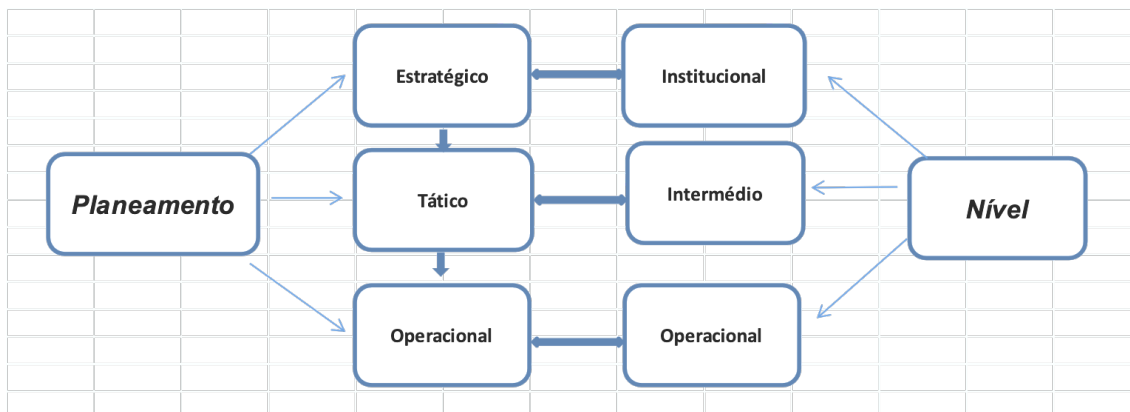 Estratégico
Institucional
Planeamento
Tático
Intermédio
Nível
Operacional
Operacional